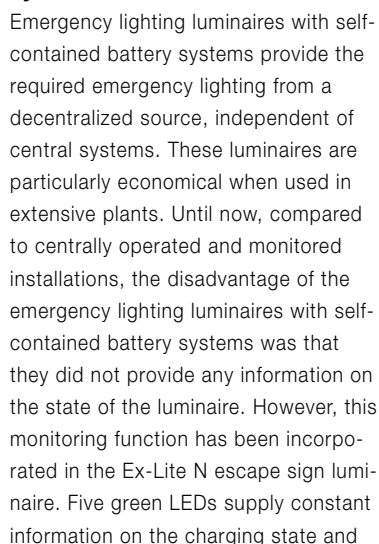 Emergency lighting luminaires with self-
contained battery systems provide the
required emergency lighting from a
decentralized source, independent of
central systems. These luminaires are
particularly economical when used in
extensive plants. Until now, compared
to centrally operated and monitored
installations, the disadvantage of the
emergency lighting luminaires with self-
contained battery systems was that
they did not provide any information on
the state of the luminaire. However, this
monitoring function has been incorpo-
rated in the Ex-Lite N escape sign lumi-
naire. Five green LEDs supply constant
information on the charging state and